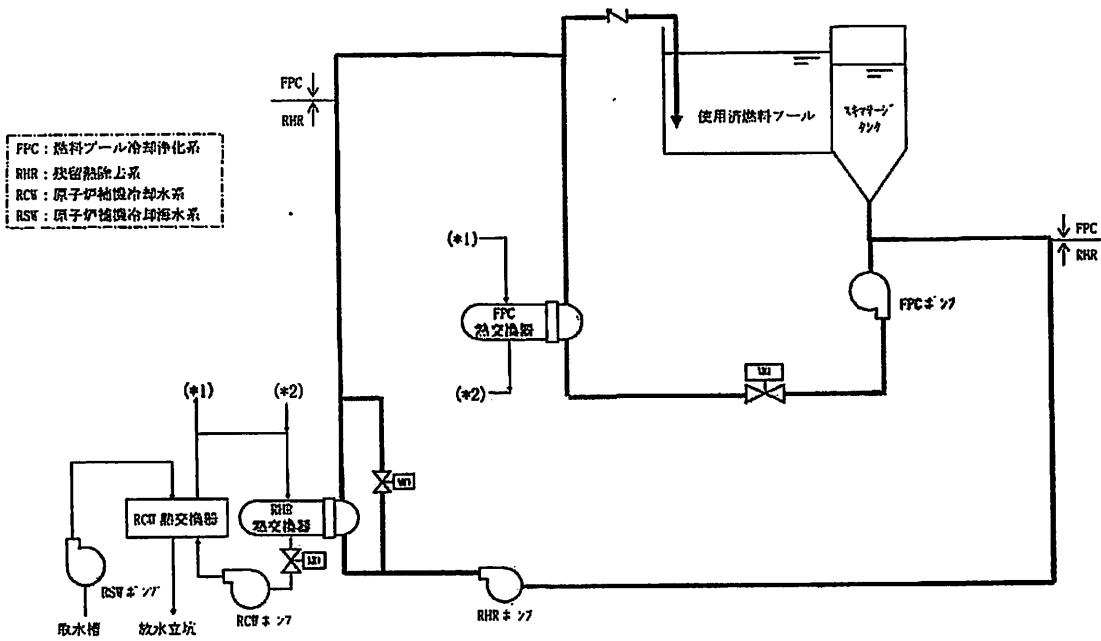 FPC
RHR
FPC：燃料プール冷却浄化系
RHR：残留熱除去系
RCW：原子炉補機冷却水系
RSW：原子炉補機冷却海水系
使用済燃料プール
スキマサージ
タンク
FPC
RHR
(*1)
FPC
熱交換器
(*2)
FPCポンプ
(*1)
(*2)
RCW熱交換器
RHR
熱交換器
RSWポンプ
RCWポンプ
RHRポンプ
取水槽
放水立坑